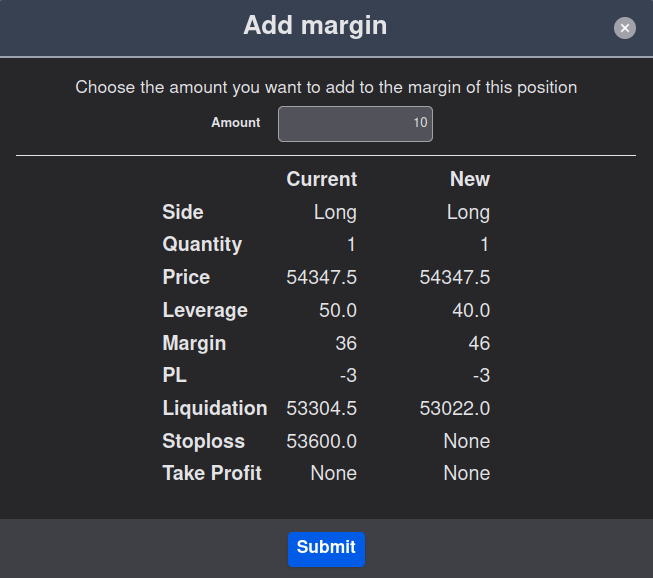 Add margin
Choose the amount you want to add to the margin of this position
Amount 10
Current New
Side Long Long
Quantity 1 1
Price 54347.5 54347.5
Leverage 50.0 40.0
Margin 36 46
PL -3 -3
Liquidation 53304.5 53022.0
Stoploss 53600.0 None
Take Profit None None
Submit